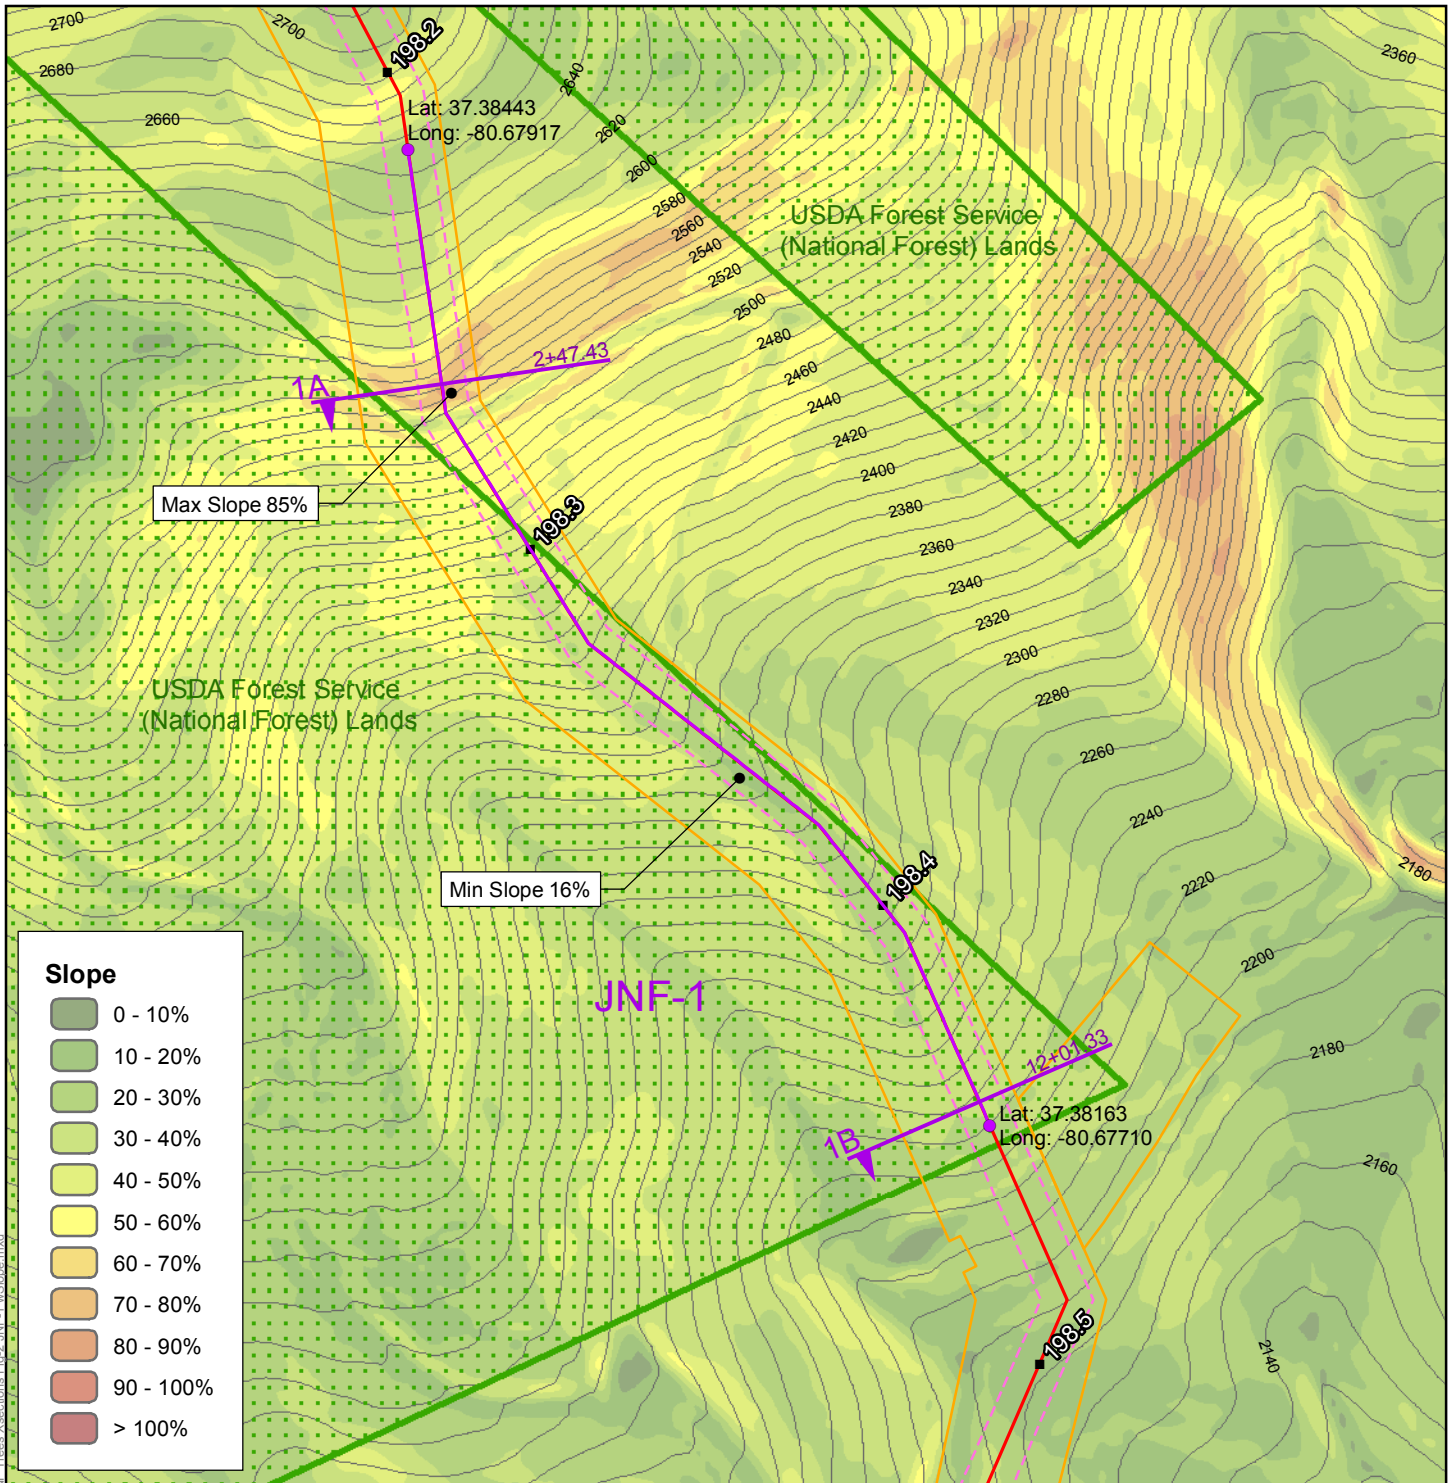 2700
2700
198.2
2360
2680
2640
Lat: 37.38443
Long: -80.67917
2660
2620
2600
2580
2560
2540
2520
2500
2480
2460
2440
2420
2400
2380
2360
2340
2320
2300
2280
2260
2240
2220
2200
2180
2180
2160
2140
USDA Forest Service
(National Forest) Lands
1A
2+47.43
Max Slope 85%
198.3
USDA Forest Service
(National Forest) Lands
Min Slope 16%
198.4
JNF-1
12+01.33
1B
Lat: 37.38163
Long: -80.67710
198.5
Slope
0 - 10%
10 - 20%
20 - 30%
30 - 40%
40 - 50%
50 - 60%
60 - 70%
70 - 80%
80 - 90%
90 - 100%
> 100%